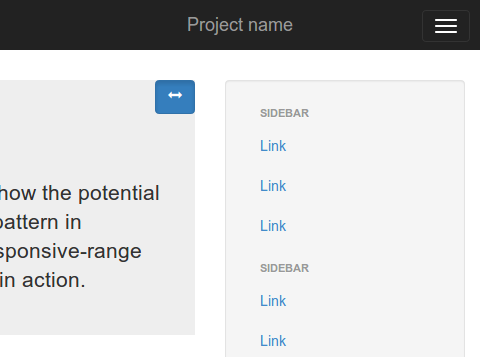 Project name
how the potential
pattern in
sponsive-range
in action.
SIDEBAR
Link
Link
Link
SIDEBAR
Link
Link